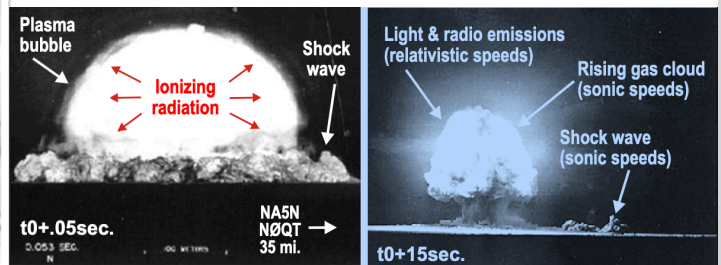 Plasma
bubble
Shock
wave
Ionizing
radiation
t0+.05sec.
NA5N
NØQT
35 mi.
0.053 SEC.
N
100 METERS
Light & radio emissions
(relativistic speeds)
Rising gas cloud
(sonic speeds)
Shock wave
(sonic speeds)
t0+15sec.